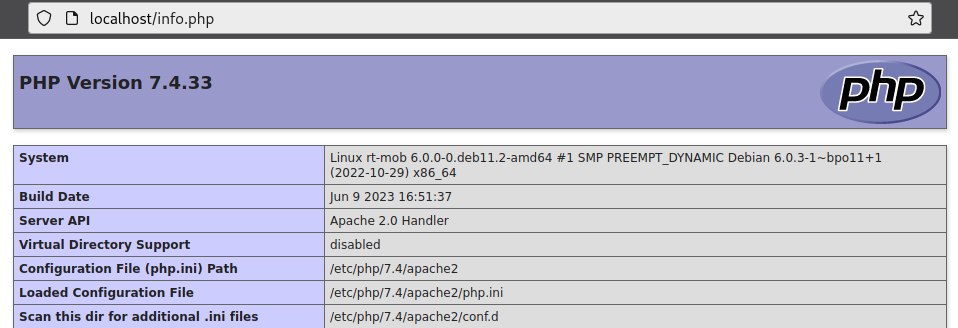 localhost/info.php
PHP Version 7.4.33
php
System Linux rt-mob 6.0.0-0.deb11.2-amd64 #1 SMP PREEMPT_DYNAMIC Debian 6.0.3-1~bpo11+1
(2022-10-29) x86_64
Build Date Jun 9 2023 16:51:37
Server API Apache 2.0 Handler
Virtual Directory Support disabled
Configuration File (php.ini) Path /etc/php/7.4/apache2
Loaded Configuration File /etc/php/7.4/apache2/php.ini
Scan this dir for additional .ini files /etc/php/7.4/apache2/conf.d